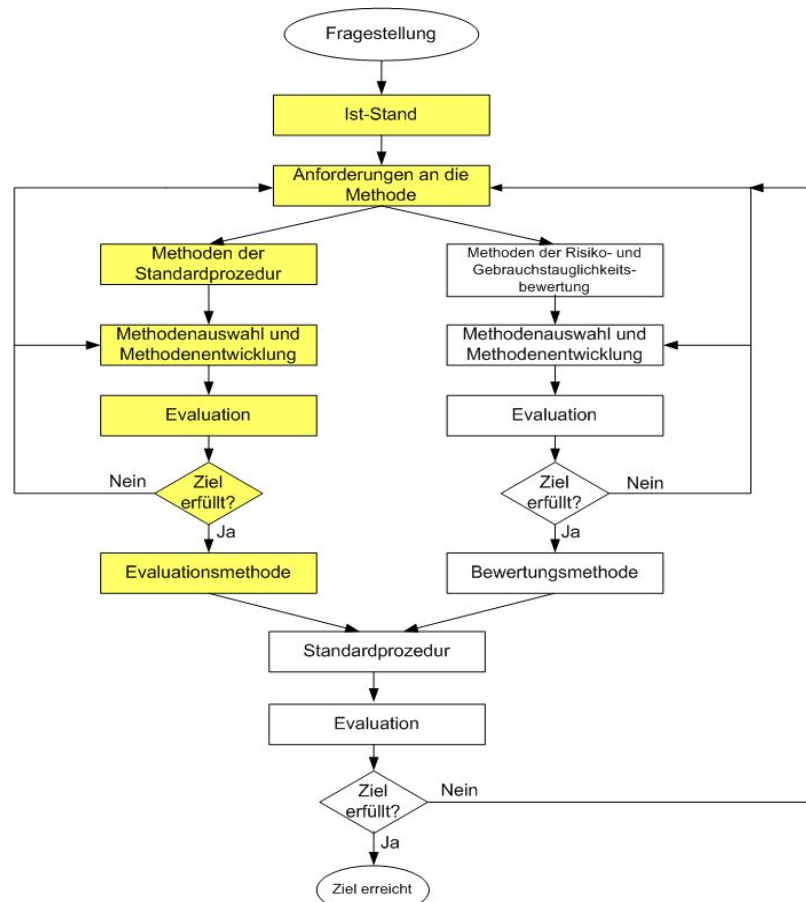 Fragestellung
Ist-Stand
Anforderungen an die
Methode
Methoden der
Standardprozedur
Methodenauswahl und
Methodenentwicklung
Evaluation
Nein
Ziel
erfüllt?
Ja
Evaluationsmethode
Methoden der Risiko- und
Gebrauchstauglichkeits-
bewertung
Methodenauswahl und
Methodenentwicklung
Evaluation
Ziel
erfüllt?
Nein
Ja
Bewertungsmethode
Standardprozedur
Evaluation
Ziel
erfüllt?
Nein
Ja
Ziel erreicht